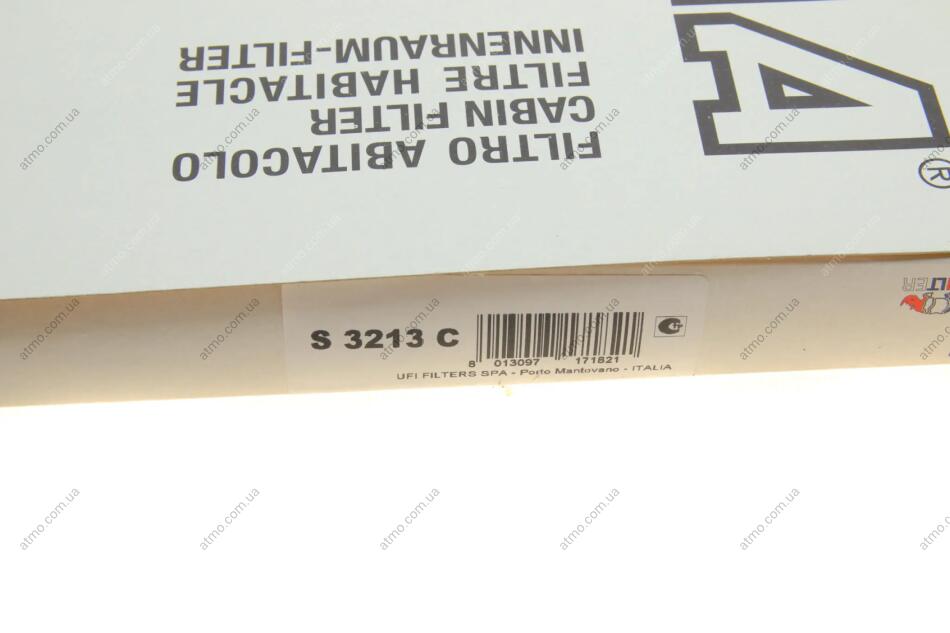 FILTRO ABITACOLO
CABIN FILTER
FILTRE HABITACLE
INNENRAUM-FILTER
A
®
S 3213 C
8 013097 171821
UFI FILTERS SPA - Porto Mantovano - ITALIA
atmo.com.ua